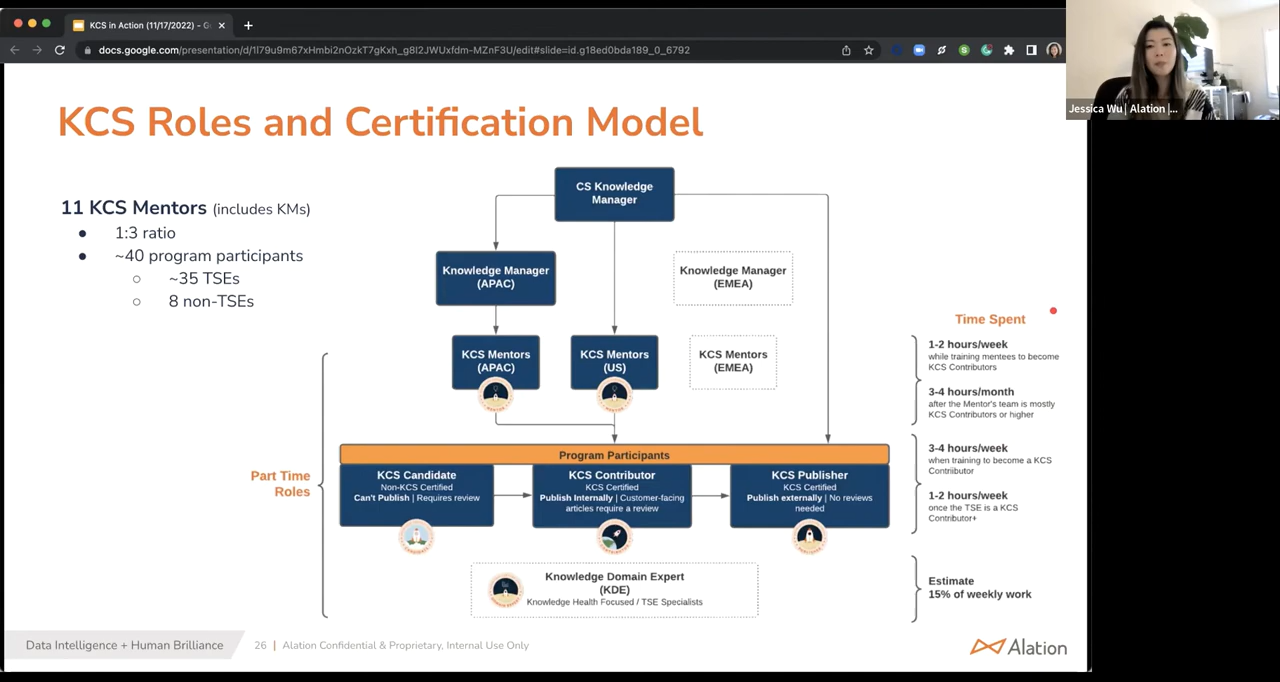 KCS in Action (11/17/2022) - G
docs.google.com/presentation/d/1l79u9m67xHmbi2nOzkT7gKxh_g8l2JWUxfdm-MZnF3U/edit#slide=id.g18ed0bda189_0_6792
Jessica Wu | Alation |...
KCS Roles and Certification Model
11 KCS Mentors (includes KMs)
1:3 ratio
~40 program participants
~35 TSEs
8 non-TSEs
CS Knowledge
Manager
Knowledge Manager
(APAC)
Knowledge Manager
(EMEA)
KCS Mentors
(APAC)
KCS Mentors
(US)
KCS Mentors
(EMEA)
MENTOR
MENTOR
Part Time
Roles
Program Participants
KCS Candidate
Non-KCS Certified
Can't Publish | Requires review
KCS Contributor
KCS Certified
Publish Internally | Customer-facing
articles require a review
KCS Publisher
KCS Certified
Publish externally | No reviews
needed
Knowledge Domain Expert
(KDE)
Knowledge Health Focused / TSE Specialists
Time Spent
1-2 hours/week
while training mentees to become
KCS Contributors
3-4 hours/month
after the Mentor's team is mostly
KCS Contributors or higher
3-4 hours/week
when training to become a KCS
Contriibutor
1-2 hours/week
once the TSE is a KCS
Contributor+
Estimate
15% of weekly work
Data Intelligence + Human Brilliance
26 | Alation Confidential & Proprietary, Internal Use Only
Alation